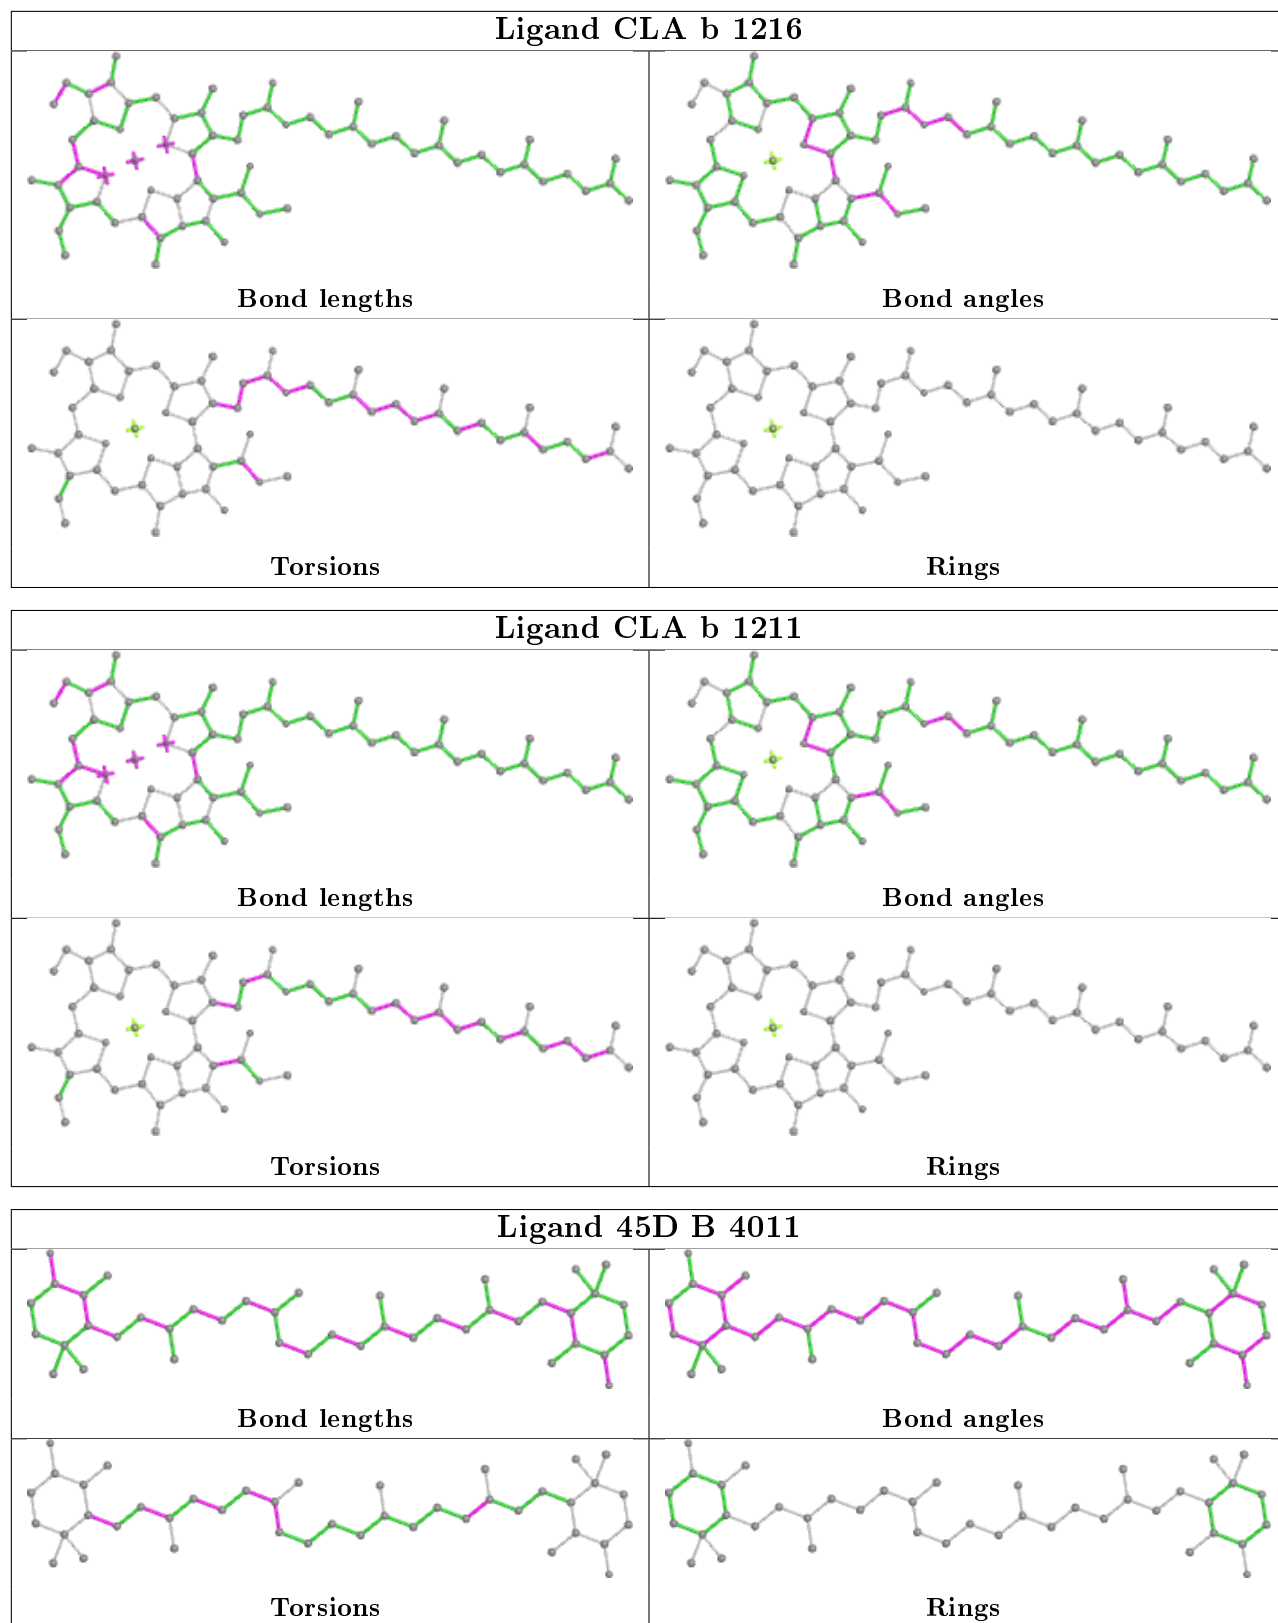 Ligand CLA b 1216
Bond lengths
Bond angles
Torsions
Rings
Ligand CLA b 1211
Bond lengths
Bond angles
Torsions
Rings
Ligand 45D B 4011
Bond lengths
Bond angles
Torsions
Rings